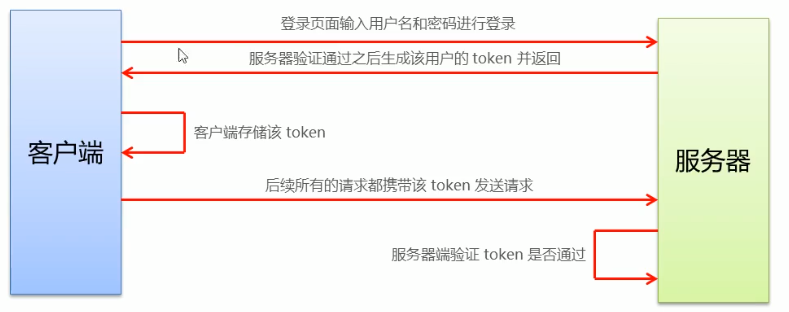 登录页面输入用户名和密码进行登录
服务器验证通过之后生成该用户的 token 并返回
客户端存储该 token
客户端
服务器
后续所有的请求都携带该 token 发送请求
服务器端验证 token 是否通过